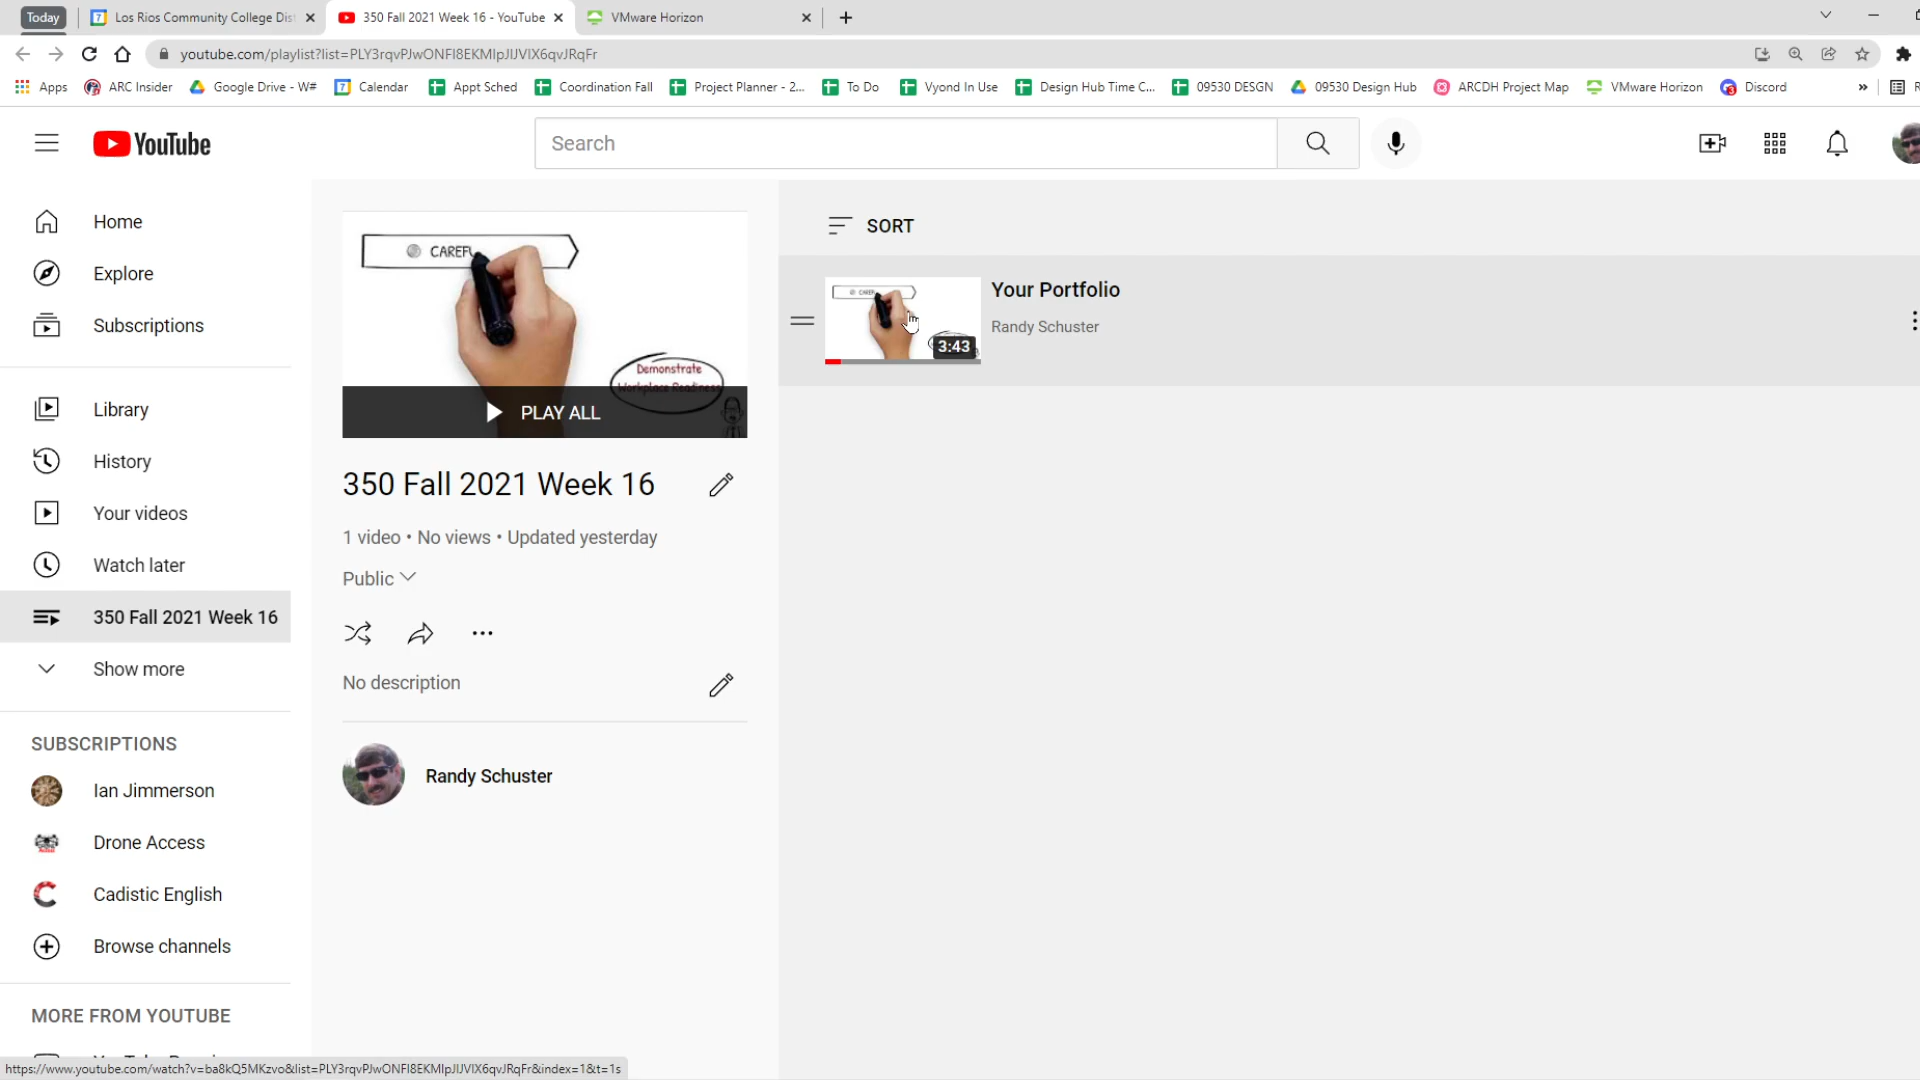 Today
Los Rios Community College Dist
350 Fall 2021 Week 16 - YouTube
VMware Horizon
youtube.com/playlist?list=PLY3rqvPJwONFI8EKMIpJIJVIX6qvJRqFr
Apps
ARC Insider
Google Drive - W#
Calendar
Appt Sched
Coordination Fall
Project Planner - 2...
To Do
Vyond In Use
Design Hub Time C...
09530 DESGN
09530 Design Hub
ARCDH Project Map
VMware Horizon
Discord
»
YouTube
Search
Home
Explore
Subscriptions
Library
History
Your videos
Watch later
350 Fall 2021 Week 16
Show more
SUBSCRIPTIONS
Ian Jimmerson
Drone Access
Cadistic English
Browse channels
MORE FROM YOUTUBE
CAREFU
Demonstrate
Workplace Readiness
PLAY ALL
350 Fall 2021 Week 16
1 video • No views • Updated yesterday
Public
No description
Randy Schuster
SORT
3:43
Your Portfolio
Randy Schuster
https://www.youtube.com/watch?v=ba8kQ5MKzvo&list=PLY3rqvPJwONFI8EKMIpJIJVIX6qvJRqFr&index=1&t=1s